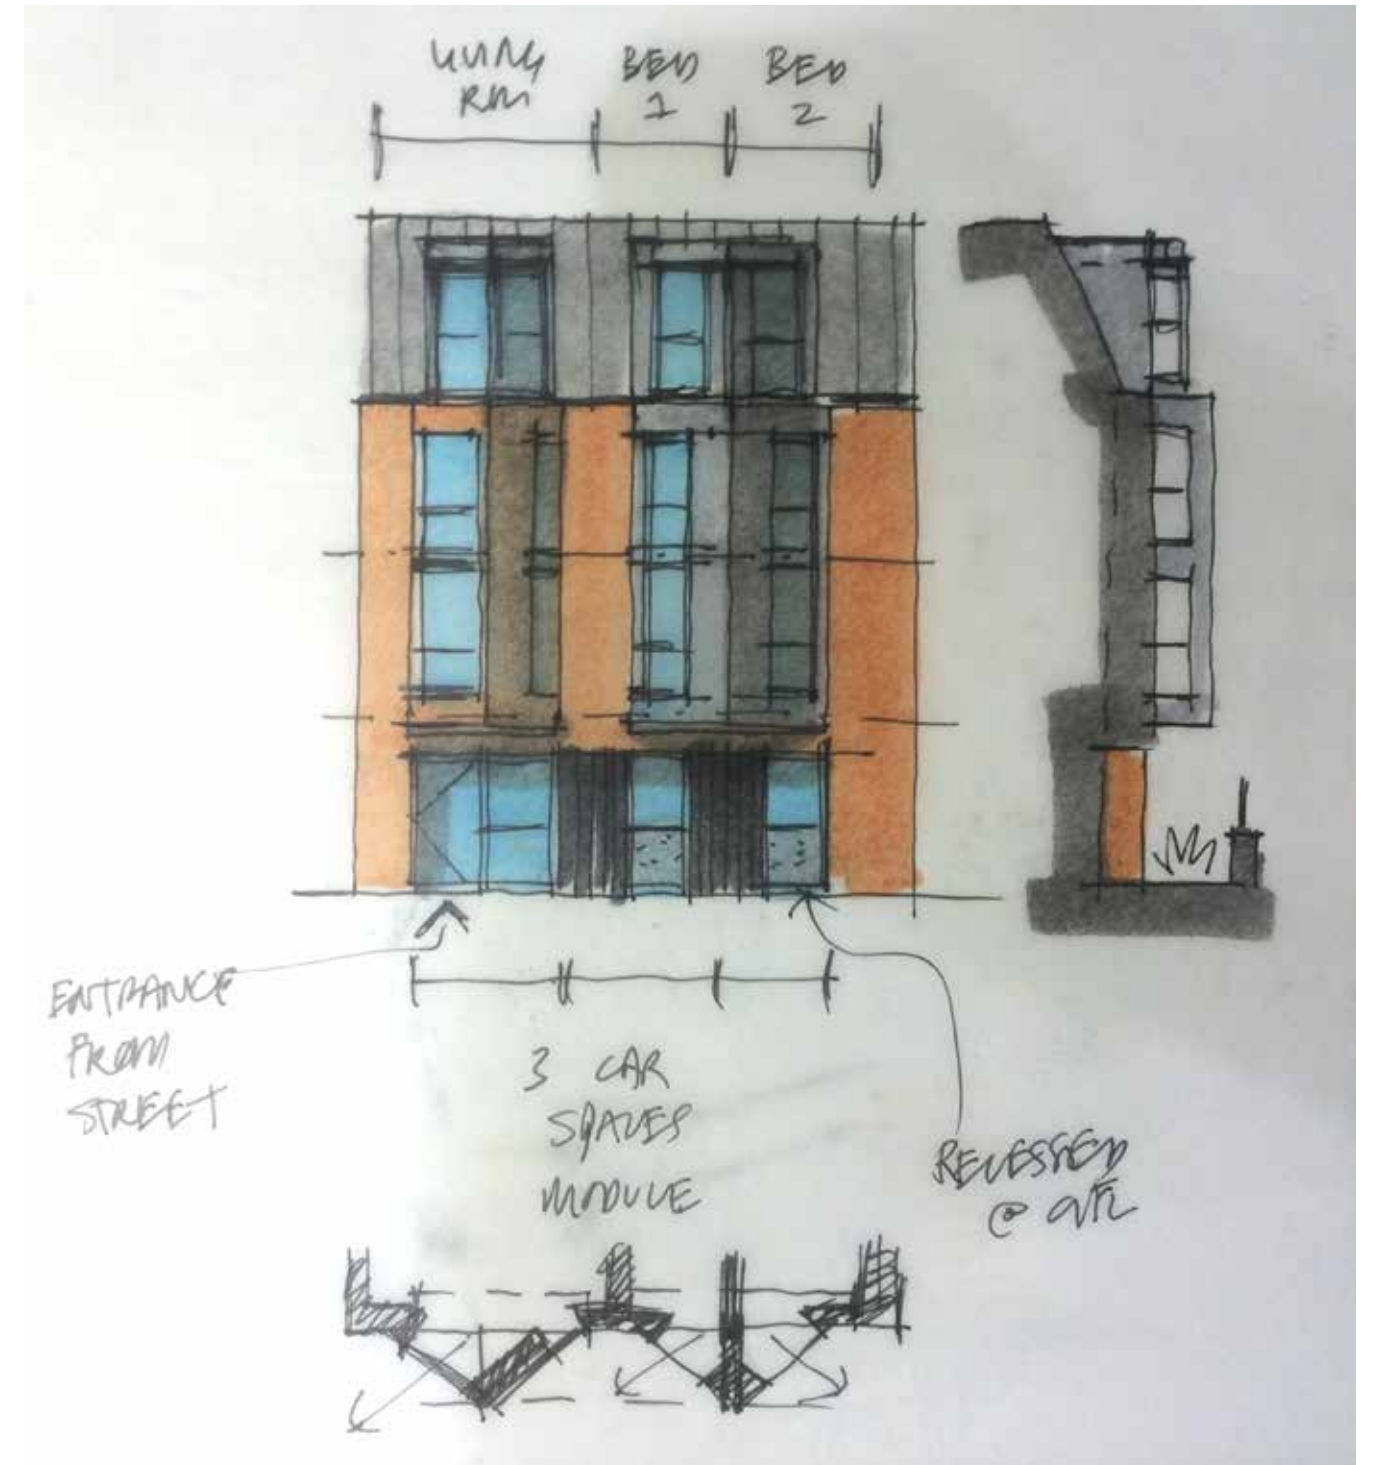 LIVING
RM
BED
1
BED
2
ENTRANCE
FROM
STREET
3 CAR
SPACES
MODULE
RECESSED
@ GFL